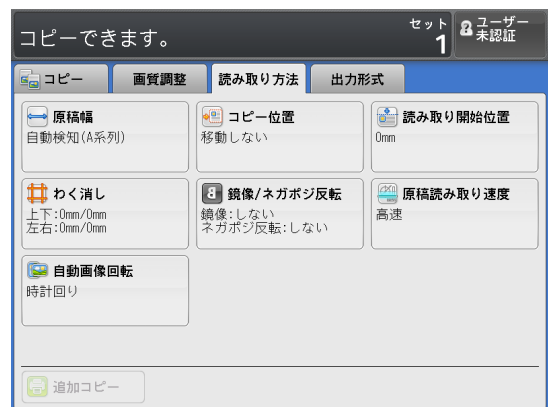 コピーできます。
セット
1
ユーザー
未認証
コピー
画質調整
読み取り方法
出力形式
原稿幅
自動検知(A系列)
コピー位置
移動しない
読み取り開始位置
0mm
わく消し
上下:0mm/0mm
左右:0mm/0mm
鏡像/ネガポジ反転
鏡像:しない
ネガポジ反転:しない
原稿読み取り速度
高速
自動画像回転
時計回り
追加コピー